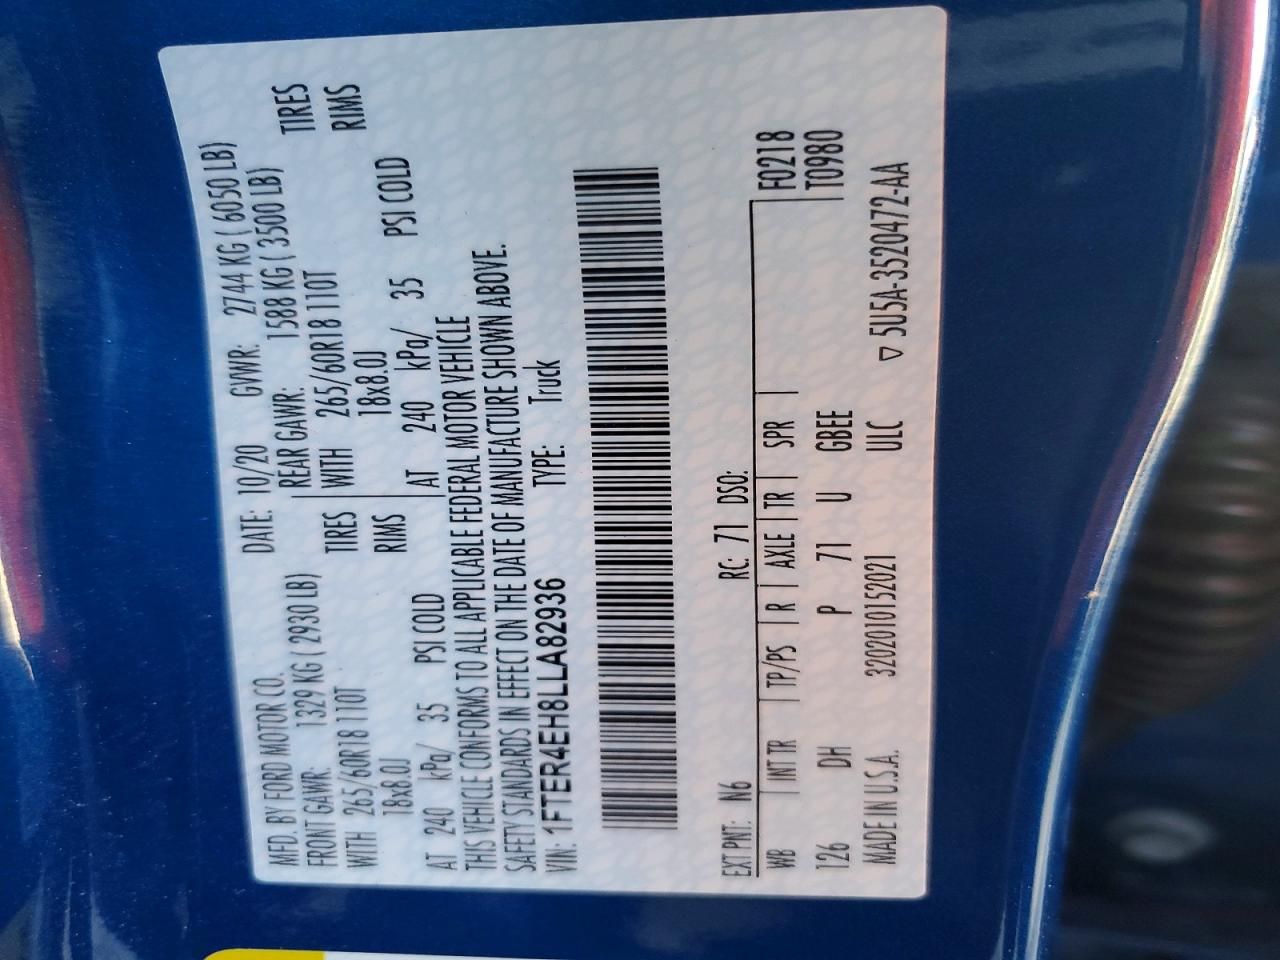 MFD. BY FORD MOTOR CO. DATE: 10/20 GVWR: 2744 KG ( 6050 LB)
FRONT GAWR: 1329 KG ( 2930 LB) REAR GAWR: 1588 KG ( 3500 LB)
WITH 265/60R18 110T TIRES WITH 265/60R18 110T TIRES
18x8.0J RIMS 18x8.0J RIMS
AT 240 kPa/ 35 PSI COLD AT 240 kPa/ 35 PSI COLD
THIS VEHICLE CONFORMS TO ALL APPLICABLE FEDERAL MOTOR VEHICLE
SAFETY STANDARDS IN EFFECT ON THE DATE OF MANUFACTURE SHOWN ABOVE.
VIN: 1FTER4EH8LLA82936 TYPE: Truck
EXT PNT: N6 RC: 71 DSO:
WB INT TR TP/PS R AXLE TR SPR F0218
126 DH P 71 U GBEE T0980
MADE IN U.S.A. 3202010152021 ULC ▽ 5U5A-3520472-AA